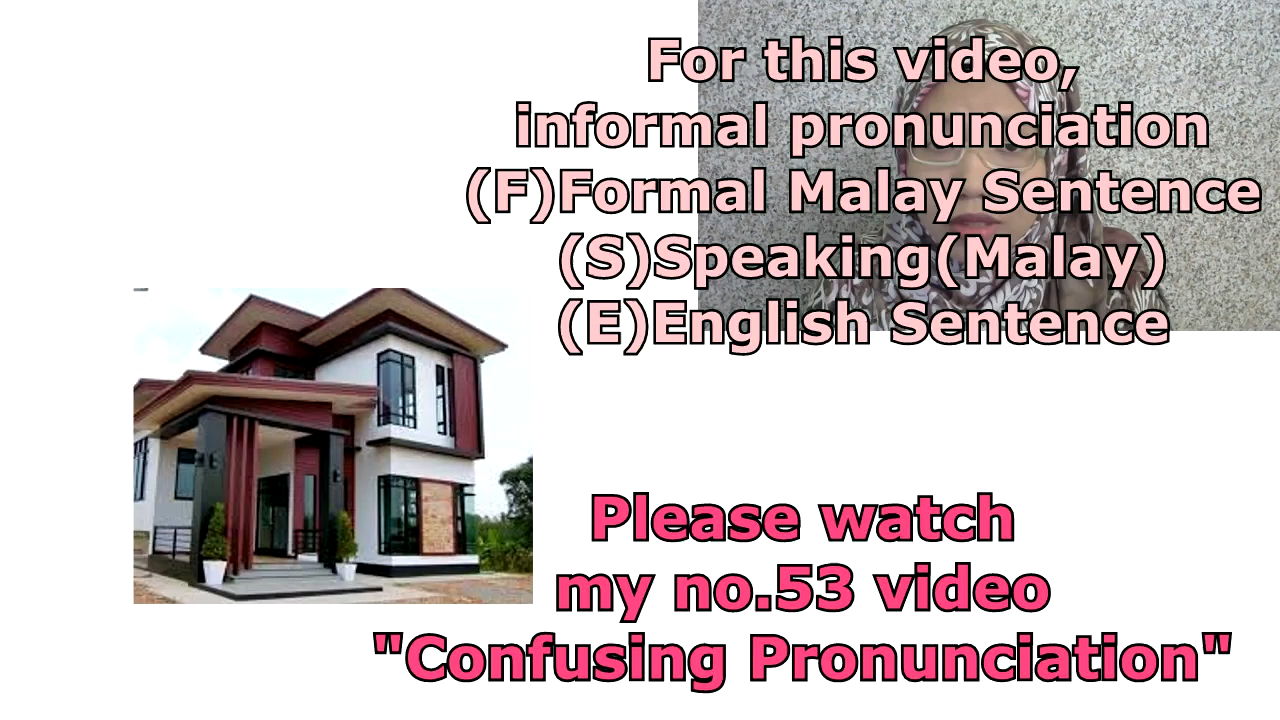 For this video,
informal pronunciation
(F)Formal Malay Sentence
(S)Speaking(Malay)
(E)English Sentence
Please watch
my no.53 video
"Confusing Pronunciation"